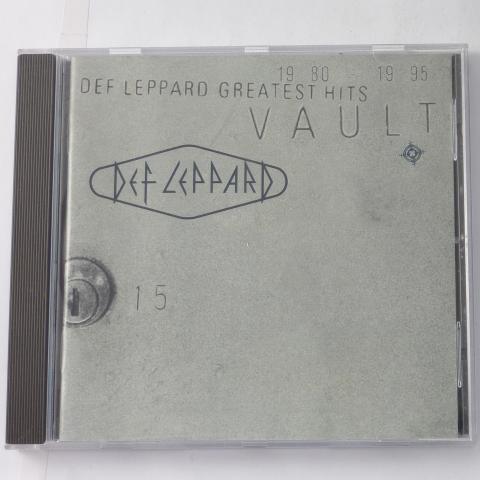 19 80 - 19 95
DEF LEPPARD GREATEST HITS
VAULT
DEF LEPPARD
15